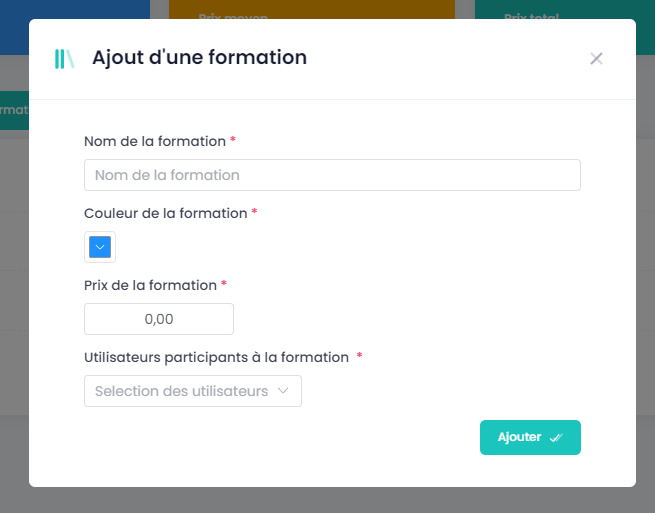 Prix moyen
Prix total
Ajout d'une formation
Nom de la formation *
Nom de la formation
Couleur de la formation *
Prix de la formation *
0,00
Utilisateurs participants à la formation *
Selection des utilisateurs
Ajouter